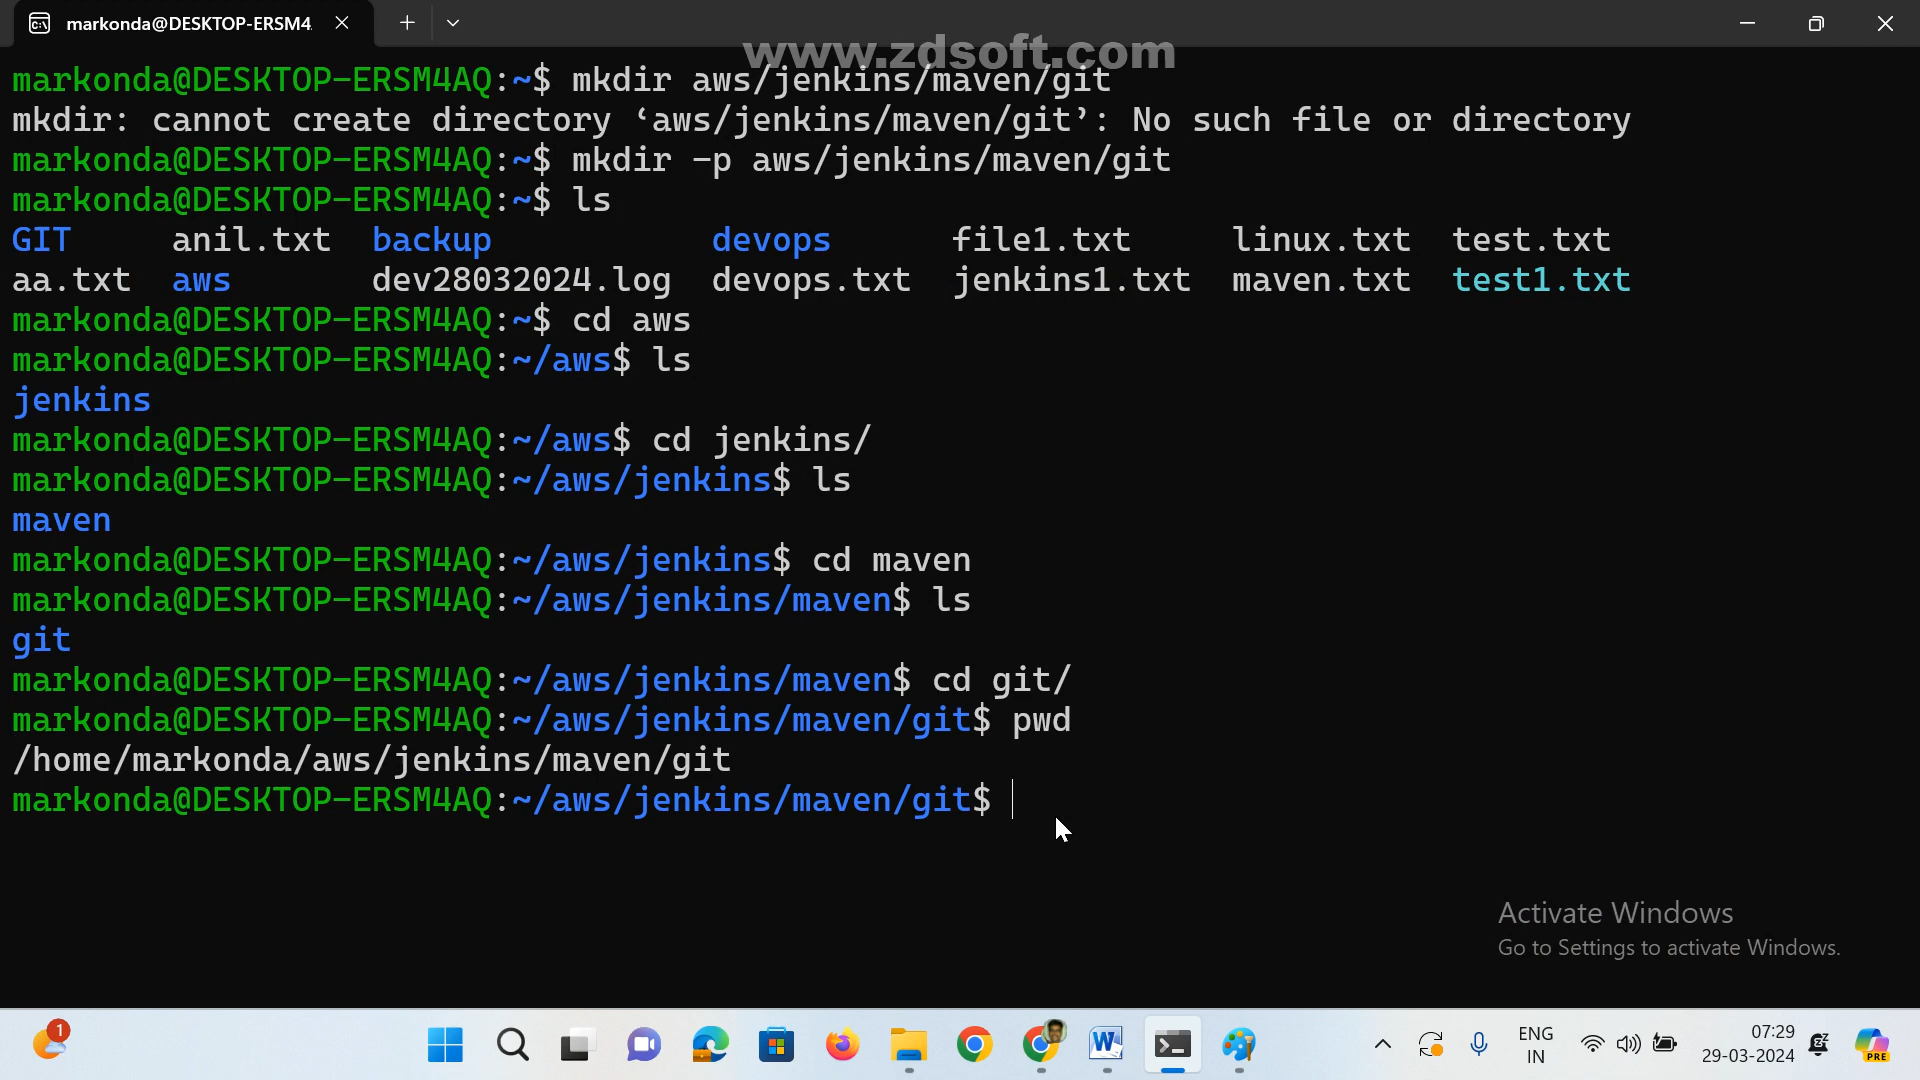 markonda@DESKTOP-ERSM4
www.zdsoft.com
markonda@DESKTOP-ERSM4AQ:~$ mkdir aws/jenkins/maven/git
mkdir: cannot create directory ‘aws/jenkins/maven/git’: No such file or directory
markonda@DESKTOP-ERSM4AQ:~$ mkdir -p aws/jenkins/maven/git
markonda@DESKTOP-ERSM4AQ:~$ ls
GIT anil.txt backup devops file1.txt linux.txt test.txt
aa.txt aws dev28032024.log devops.txt jenkins1.txt maven.txt test1.txt
markonda@DESKTOP-ERSM4AQ:~$ cd aws
markonda@DESKTOP-ERSM4AQ:~/aws$ ls
jenkins
markonda@DESKTOP-ERSM4AQ:~/aws$ cd jenkins/
markonda@DESKTOP-ERSM4AQ:~/aws/jenkins$ ls
maven
markonda@DESKTOP-ERSM4AQ:~/aws/jenkins$ cd maven
markonda@DESKTOP-ERSM4AQ:~/aws/jenkins/maven$ ls
git
markonda@DESKTOP-ERSM4AQ:~/aws/jenkins/maven$ cd git/
markonda@DESKTOP-ERSM4AQ:~/aws/jenkins/maven/git$ pwd
/home/markonda/aws/jenkins/maven/git
markonda@DESKTOP-ERSM4AQ:~/aws/jenkins/maven/git$
Activate Windows
Go to Settings to activate Windows.
1
ENG
IN
07:29
29-03-2024
PRE